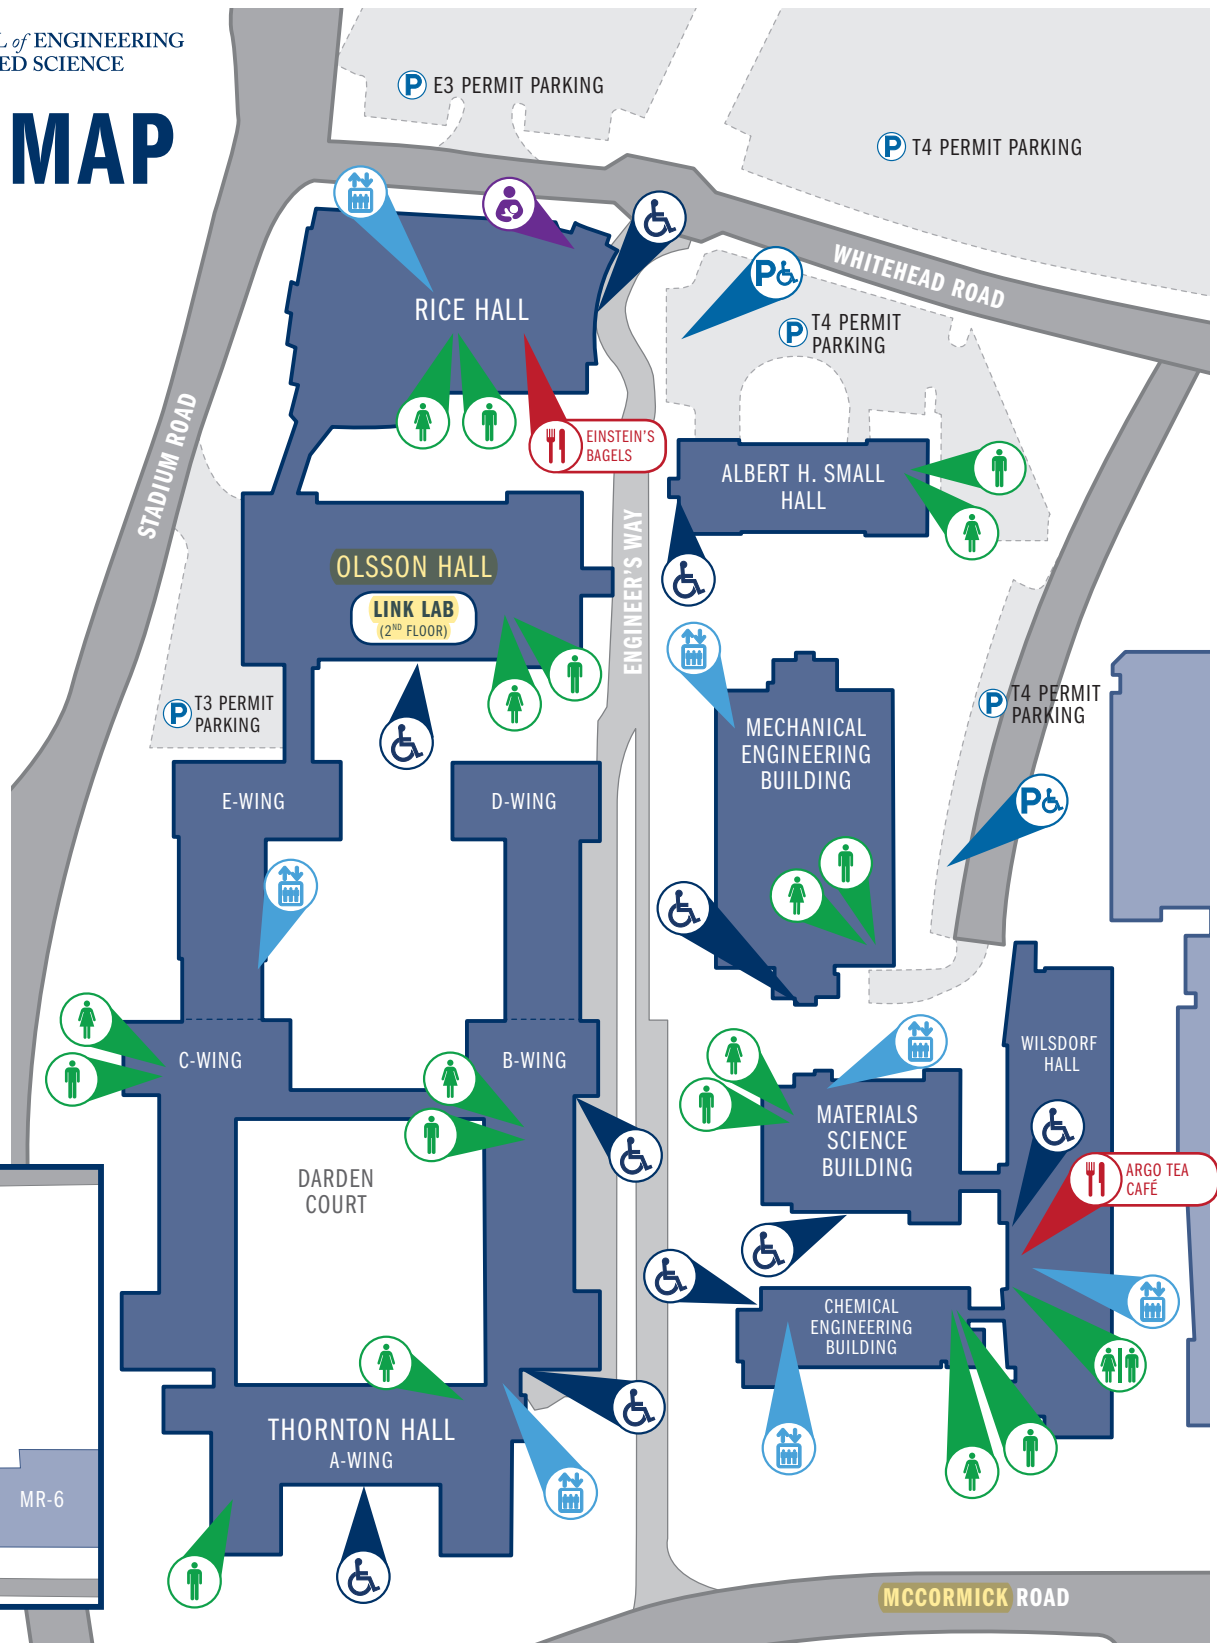 L of ENGINEERING
ED SCIENCE
MAP
P E3 PERMIT PARKING
P T4 PERMIT PARKING
WHITEHEAD ROAD
P
RICE HALL
P T4 PERMIT
PARKING
STADIUM ROAD
EINSTEIN'S
BAGELS
ALBERT H. SMALL
HALL
ENGINEER'S WAY
OLSSON HALL
LINK LAB
(2ND FLOOR)
P T3 PERMIT
PARKING
P T4 PERMIT
PARKING
MECHANICAL
ENGINEERING
BUILDING
E-WING
D-WING
P
C-WING
B-WING
WILSDORF
HALL
MATERIALS
SCIENCE
BUILDING
DARDEN
COURT
ARGO TEA
CAFÉ
CHEMICAL
ENGINEERING
BUILDING
THORNTON HALL
A-WING
MR-6
MCCORMICK ROAD